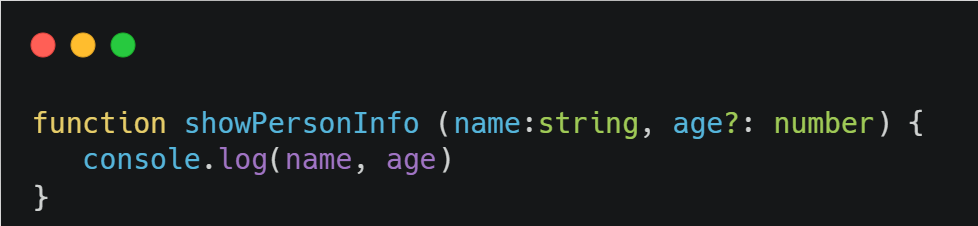 function showPersonInfo (name:string, age?: number) {
   console.log(name, age)
}